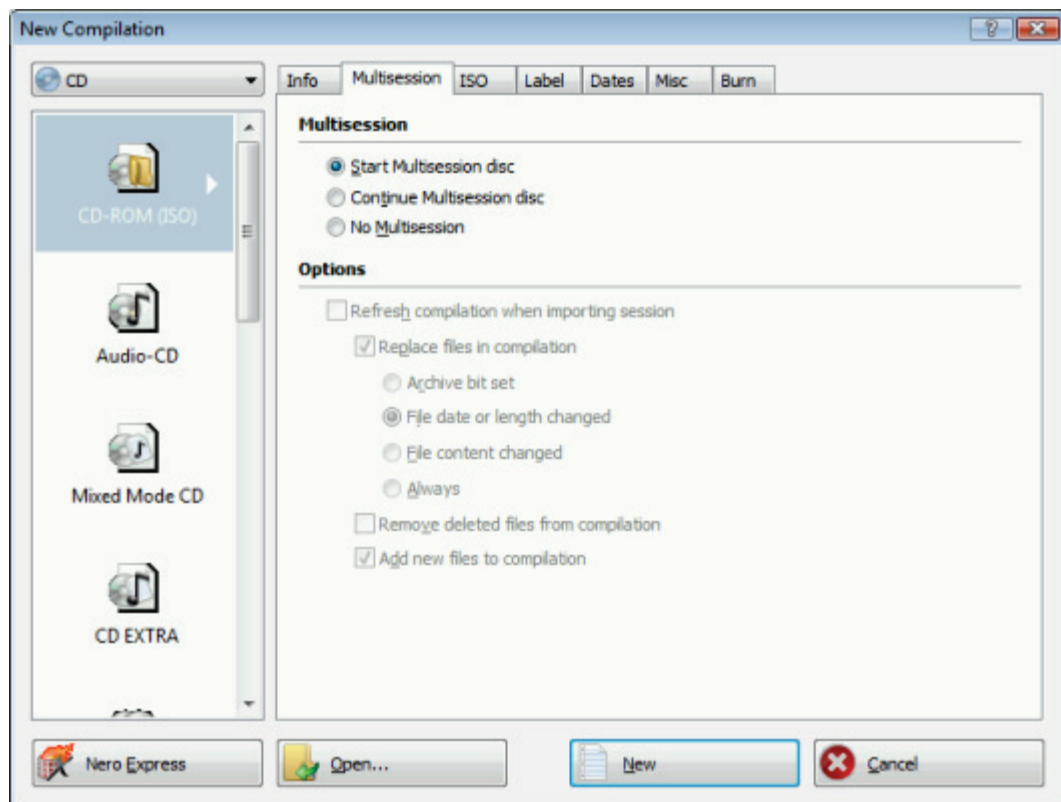 New Compilation
CD
Info Multisession ISO Label Dates Misc Burn
CD-ROM (ISO)
Audio-CD
Mixed Mode CD
CD EXTRA
Multisession
Start Multisession disc
Continue Multisession disc
No Multisession
Options
Refresh compilation when importing session
Replace files in compilation
Archive bit set
File date or length changed
File content changed
Always
Remove deleted files from compilation
Add new files to compilation
Nero Express Open... New Cancel